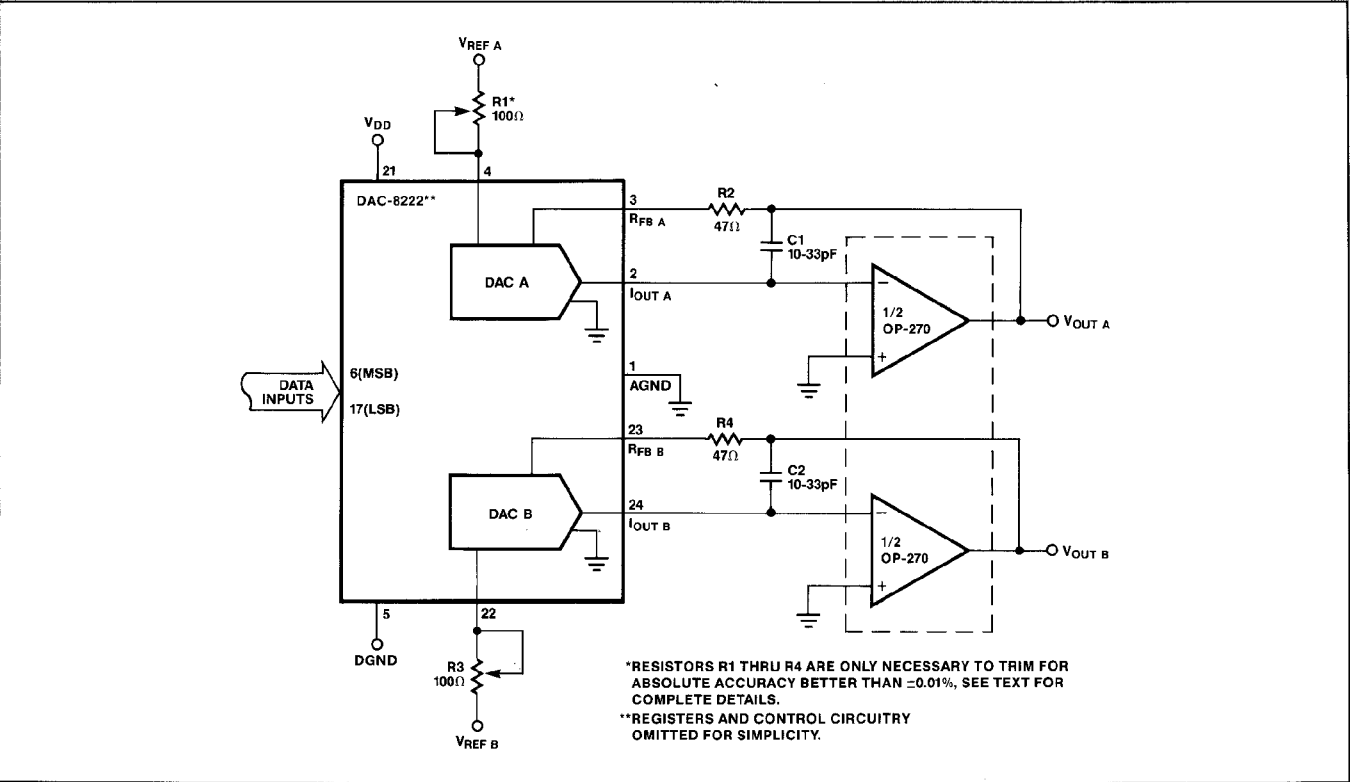 VREF A
R1*
100Ω
VDD
21
4
DAC-8222**
3
RFB A
R2
47Ω
C1
10-33pF
DAC A
2
IOUT A
−
1/2
OP-270
+
VOUT A
6(MSB)
DATA
INPUTS
17(LSB)
1
AGND
23
RFB B
R4
47Ω
C2
10-33pF
DAC B
24
IOUT B
−
1/2
OP-270
+
VOUT B
5
22
DGND
R3
100Ω
VREF B
*RESISTORS R1 THRU R4 ARE ONLY NECESSARY TO TRIM FOR
ABSOLUTE ACCURACY BETTER THAN ±0.01%, SEE TEXT FOR
COMPLETE DETAILS.
**REGISTERS AND CONTROL CIRCUITRY
OMITTED FOR SIMPLICITY.